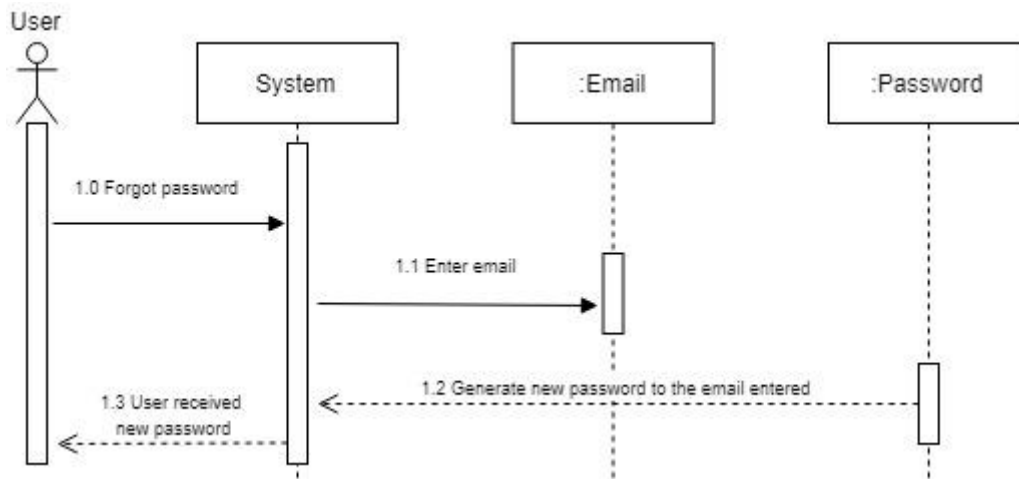 User
System
:Email
:Password
1.0 Forgot password
1.1 Enter email
1.2 Generate new password to the email entered
1.3 User received
new password